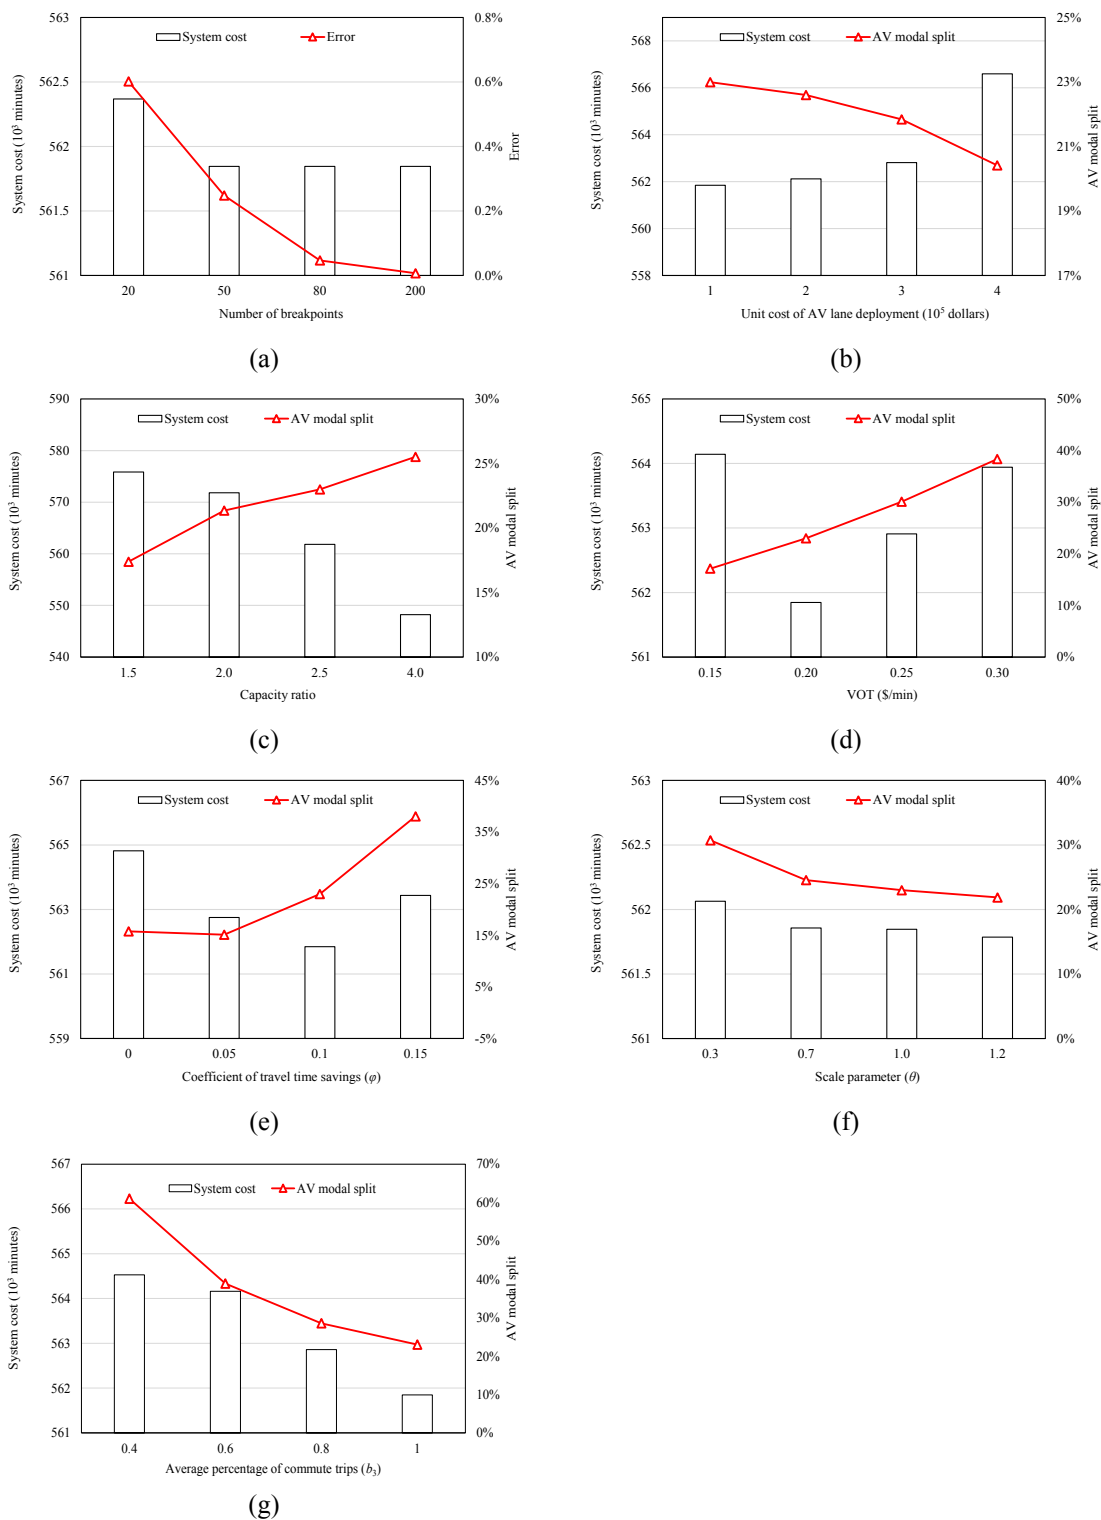 563
562.5
562
561.5
561
0.8%
0.6%
0.4%
0.2%
0.0%
20 50 80 200
System cost Error
System cost (10³ minutes)
Error
Number of breakpoints
(a)
568
566
564
562
560
558
25%
23%
21%
19%
17%
1 2 3 4
System cost AV modal split
System cost (10³ minutes)
AV modal split
Unit cost of AV lane deployment (10⁵ dollars)
(b)
590
580
570
560
550
540
30%
25%
20%
15%
10%
1.5 2.0 2.5 4.0
System cost AV modal split
System cost (10³ minutes)
AV modal split
Capacity ratio
(c)
565
564
563
562
561
50%
40%
30%
20%
10%
0%
0.15 0.20 0.25 0.30
System cost AV modal split
System cost (10³ minutes)
AV modal split
VOT ($/min)
(d)
567
565
563
561
559
45%
35%
25%
15%
5%
-5%
0 0.05 0.1 0.15
System cost AV modal split
System cost (10³ minutes)
AV modal split
Coefficient of travel time savings (φ)
(e)
563
562.5
562
561.5
561
40%
30%
20%
10%
0%
0.3 0.7 1.0 1.2
System cost AV modal split
System cost (10³ minutes)
AV modal split
Scale parameter (θ)
(f)
567
566
565
564
563
562
561
70%
60%
50%
40%
30%
20%
10%
0%
0.4 0.6 0.8 1
System cost AV modal split
System cost (10³ minutes)
AV modal split
Average percentage of commute trips (b₃)
(g)